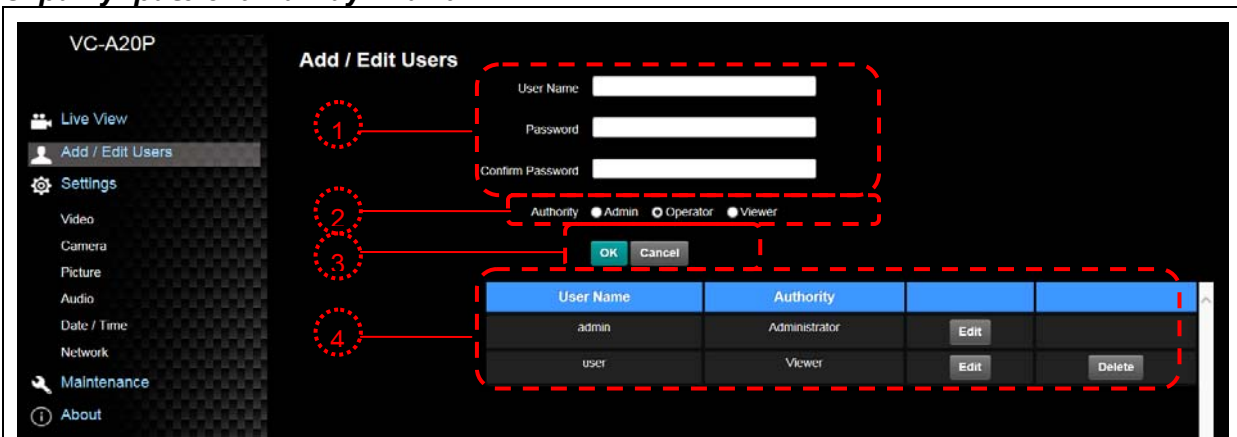 VC-A20P
Live View
Add / Edit Users
Settings
Video
Camera
Picture
Audio
Date / Time
Network
Maintenance
About
Add / Edit Users
1
User Name
Password
Confirm Password
2
Authority Admin Operator Viewer
3
OK Cancel
4
User Name Authority
admin Administrator Edit
user Viewer Edit Delete